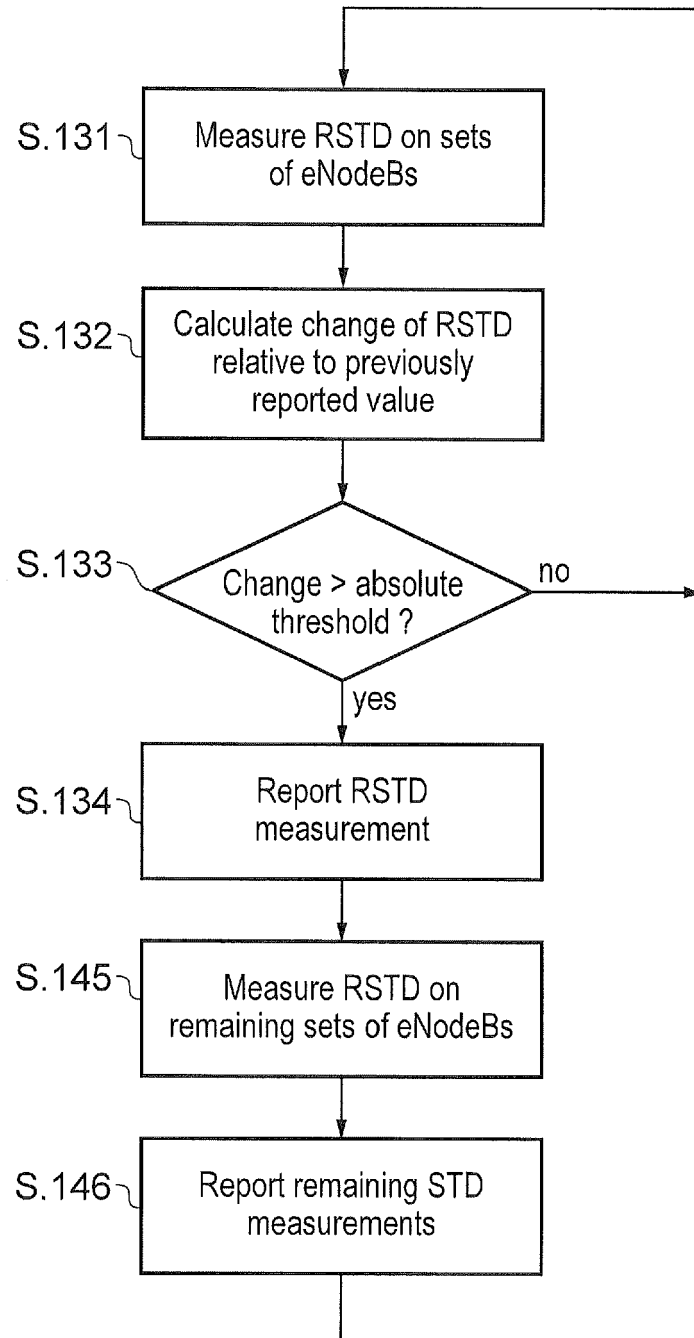 S.131
Measure RSTD on sets
of eNodeBs
S.132
Calculate change of RSTD
relative to previously
reported value
S.133
Change > absolute
threshold ?
no
yes
S.134
Report RSTD
measurement
S.145
Measure RSTD on
remaining sets of eNodeBs
S.146
Report remaining STD
measurements